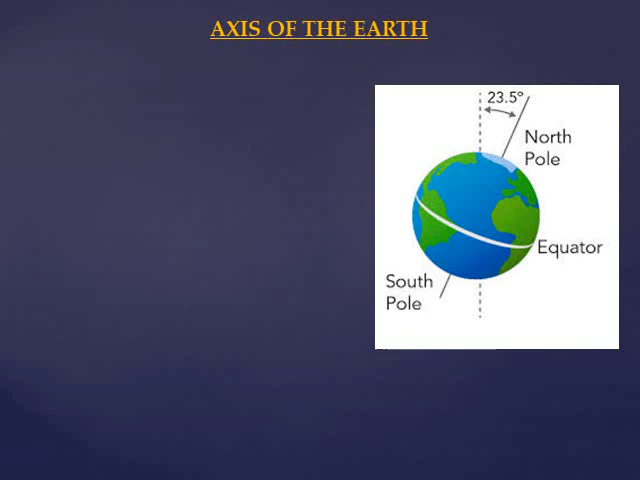 AXIS OF THE EARTH
23.5°
North
Pole
Equator
South
Pole